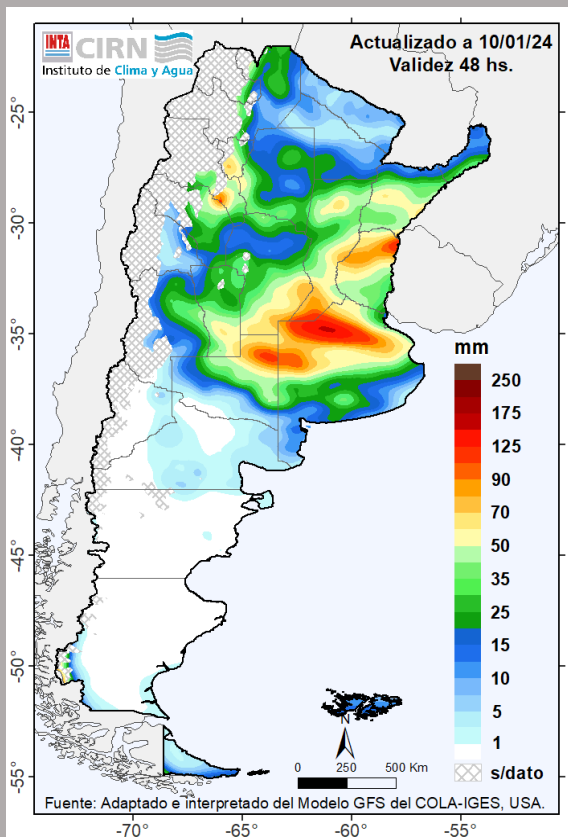 INTA CIRN
Instituto de Clima y Agua
Actualizado a 10/01/24
Validez 48 hs.
-25°
-30°
-35°
-40°
-45°
-50°
-55°
mm
250
175
125
90
70
50
35
25
15
10
5
1
s/dato
N
0 250 500 Km
Fuente: Adaptado e interpretado del Modelo GFS del COLA-IGES, USA.
-70° -65° -60° -55°